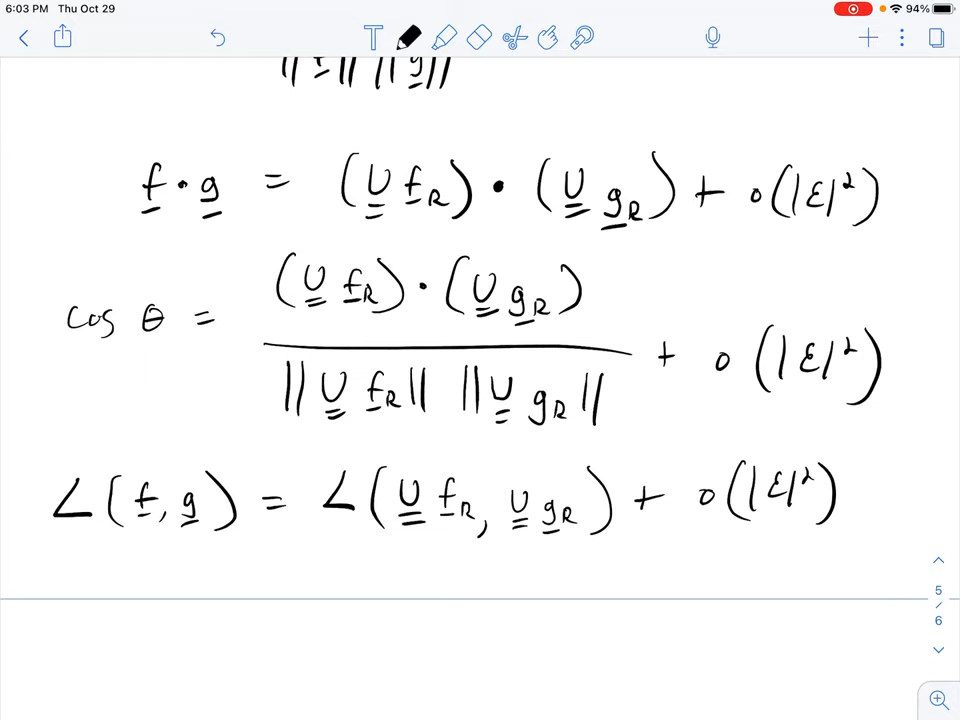 6:03 PM Thu Oct 29 94%
T
|| f || || g ||
f · g = (U f_R) · (U g_R) + o(|ε|²)
(U f_R) · (U g_R)
cos θ = + o(|ε|²)
|| U f_R || || U g_R ||
∠(f, g) = ∠(U f_R, U g_R) + o(|ε|²)
5
/
6